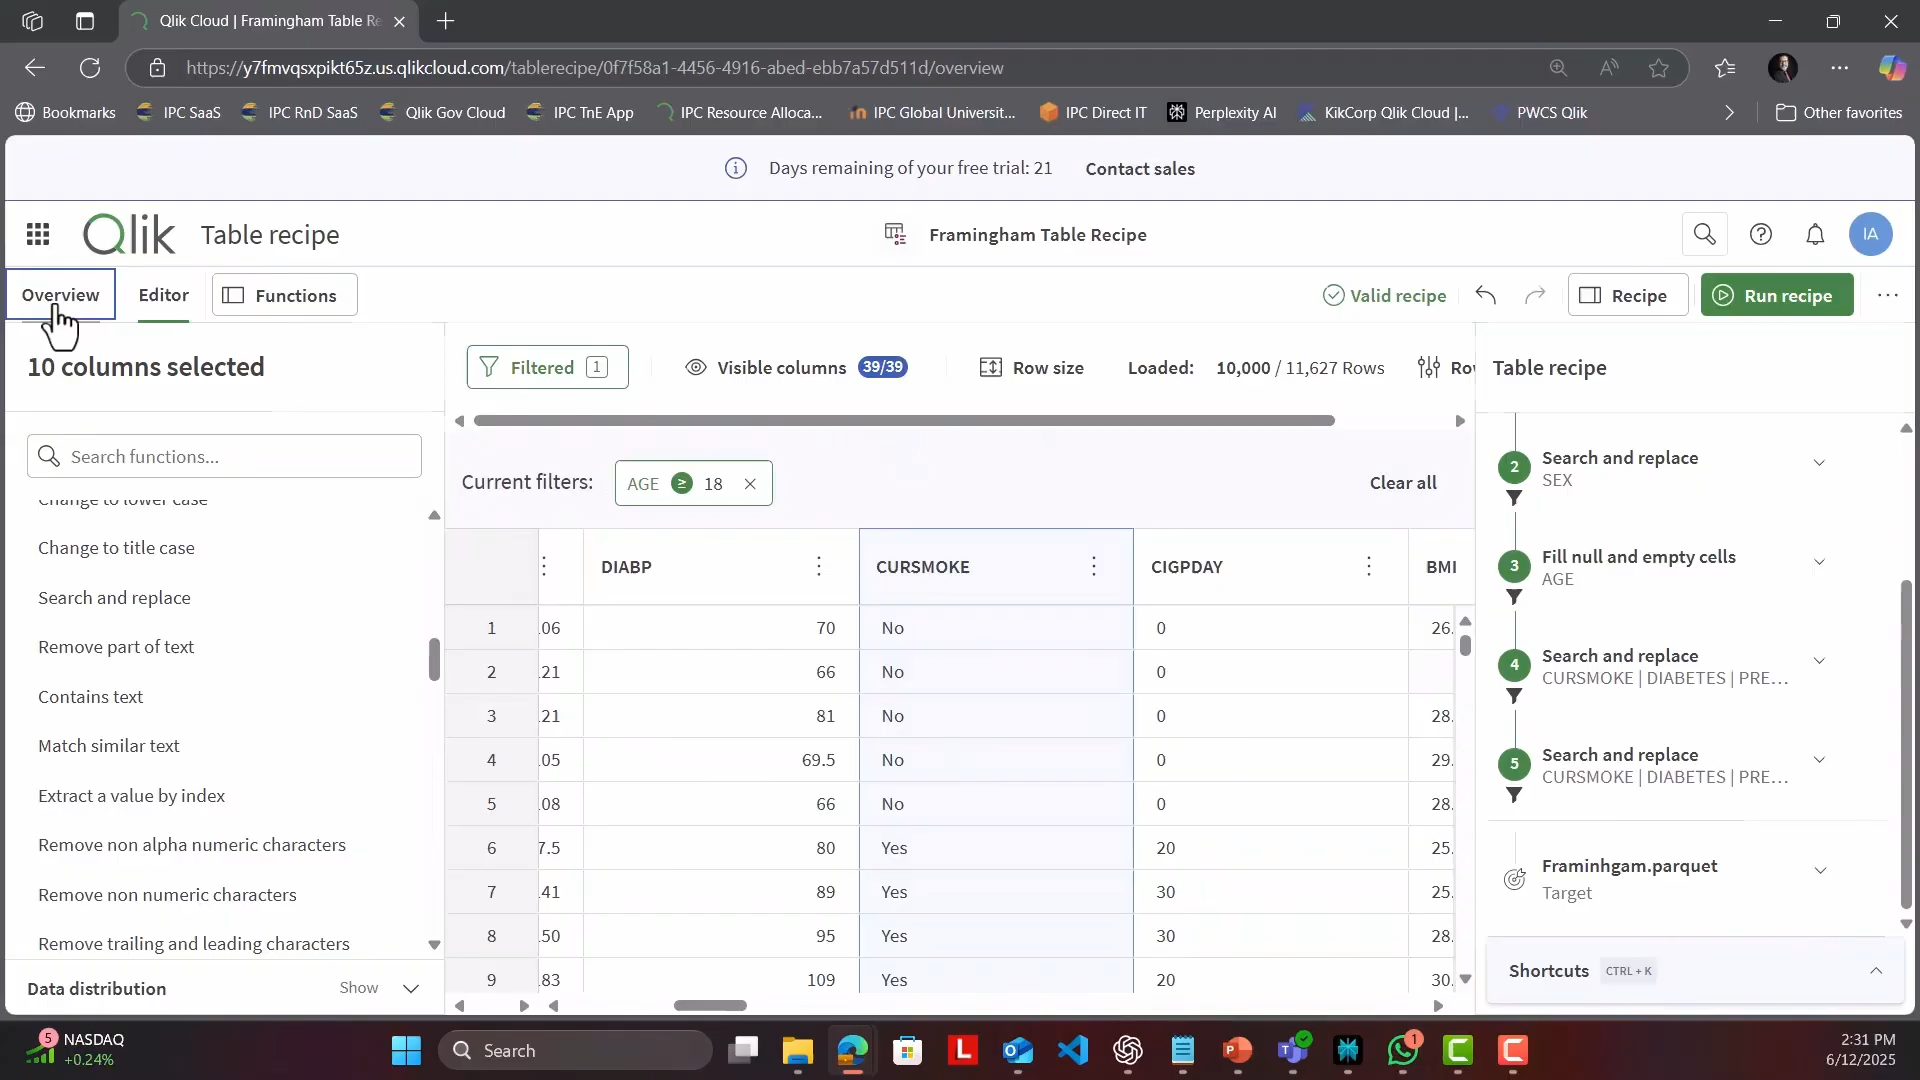 Qlik Cloud | Framingham Table Re
https://y7fmvqsxpikt65z.us.qlikcloud.com/tablerecipe/0f7f58a1-4456-4916-abed-ebb7a57d511d/overview
Bookmarks IPC SaaS IPC RnD SaaS Qlik Gov Cloud IPC TnE App IPC Resource Alloca... IPC Global Universit... IPC Direct IT Perplexity AI KikCorp Qlik Cloud |... PWCS Qlik Other favorites
Days remaining of your free trial: 21 Contact sales
Qlik Table recipe Framingham Table Recipe IA
Overview Editor Functions Valid recipe Recipe Run recipe
10 columns selected
Filtered 1 Visible columns 39/39 Row size Loaded: 10,000 / 11,627 Rows Ro
Table recipe
Search functions...
Current filters: AGE ≥ 18 Clear all
Change to lower case
Change to title case
Search and replace
Remove part of text
Contains text
Match similar text
Extract a value by index
Remove non alpha numeric characters
Remove non numeric characters
Remove trailing and leading characters
Data distribution Show
DIABP CURSMOKE CIGPDAY BMI
1 .06 70 No 0 26.
2 .21 66 No 0
3 .21 81 No 0 28.
4 .05 69.5 No 0 29.
5 .08 66 No 0 28.
6 7.5 80 Yes 20 25.
7 .41 89 Yes 30 25.
8 .50 95 Yes 30 28.
9 .83 109 Yes 20 30.
2 Search and replace
SEX
3 Fill null and empty cells
AGE
4 Search and replace
CURSMOKE | DIABETES | PRE...
5 Search and replace
CURSMOKE | DIABETES | PRE...
Framinhgam.parquet
Target
Shortcuts CTRL + K
5 NASDAQ
+0.24%
Search
1
2:31 PM
6/12/2025